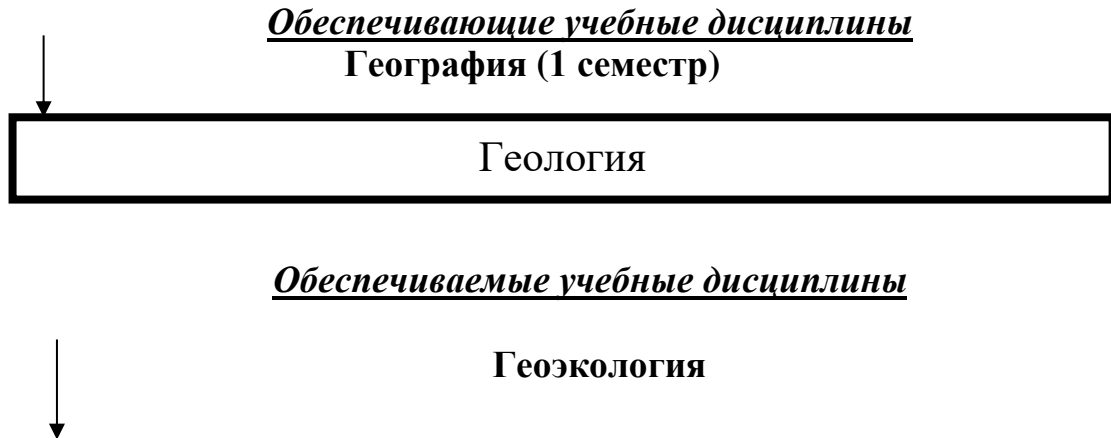 Обеспечивающие учебные дисциплины
География (1 семестр)
Геология
Обеспечиваемые учебные дисциплины
Геоэкология